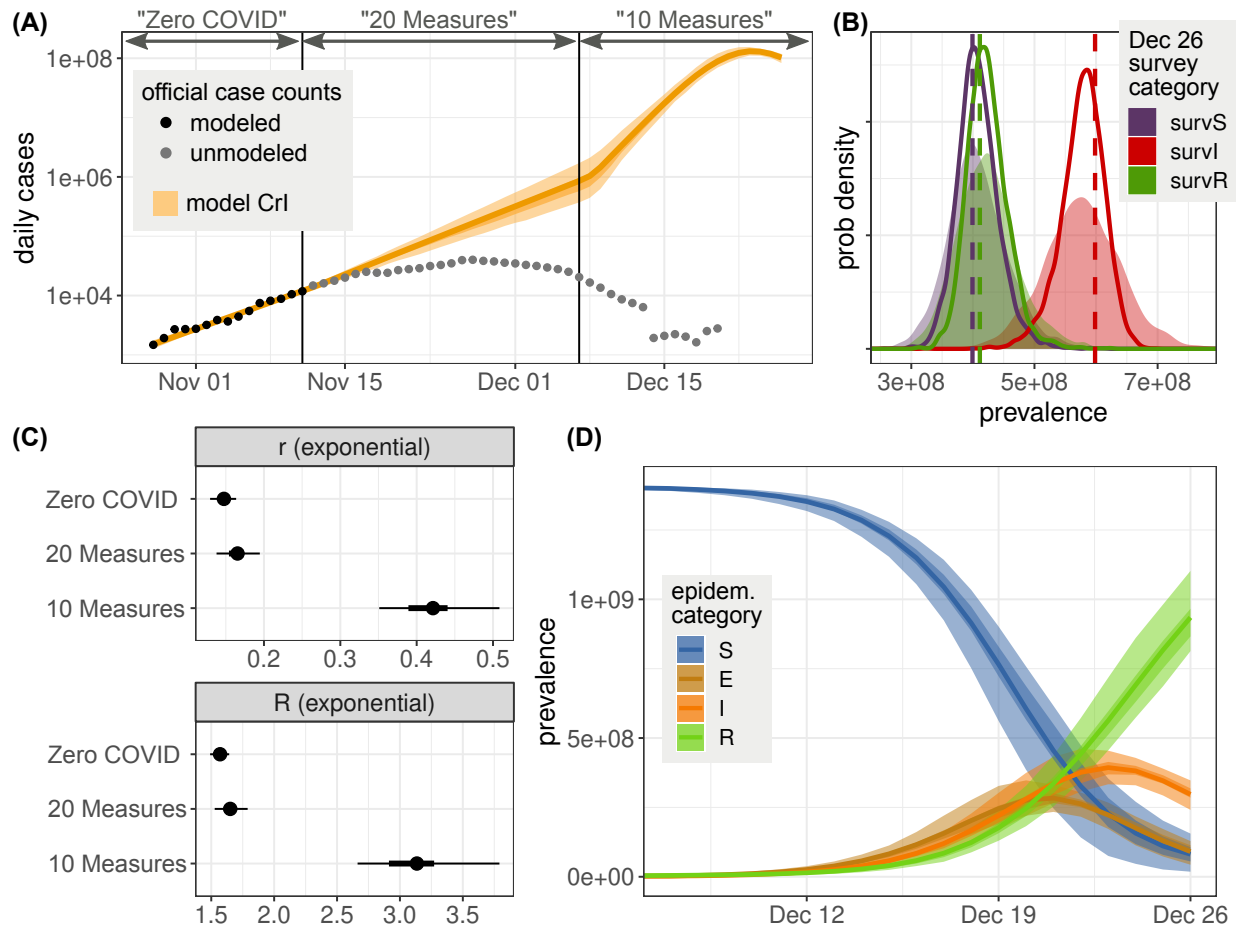 (A)
"Zero COVID"
"20 Measures"
"10 Measures"
daily cases
1e+08
1e+06
1e+04
official case counts
modeled
unmodeled
model CrI
Nov 01
Nov 15
Dec 01
Dec 15
(B)
prob density
Dec 26
survey
category
survS
survI
survR
3e+08
5e+08
7e+08
prevalence
(C)
r (exponential)
Zero COVID
20 Measures
10 Measures
0.2
0.3
0.4
0.5
R (exponential)
Zero COVID
20 Measures
10 Measures
1.5
2.0
2.5
3.0
3.5
(D)
prevalence
1e+09
5e+08
0e+00
epidem.
category
S
E
I
R
Dec 12
Dec 19
Dec 26